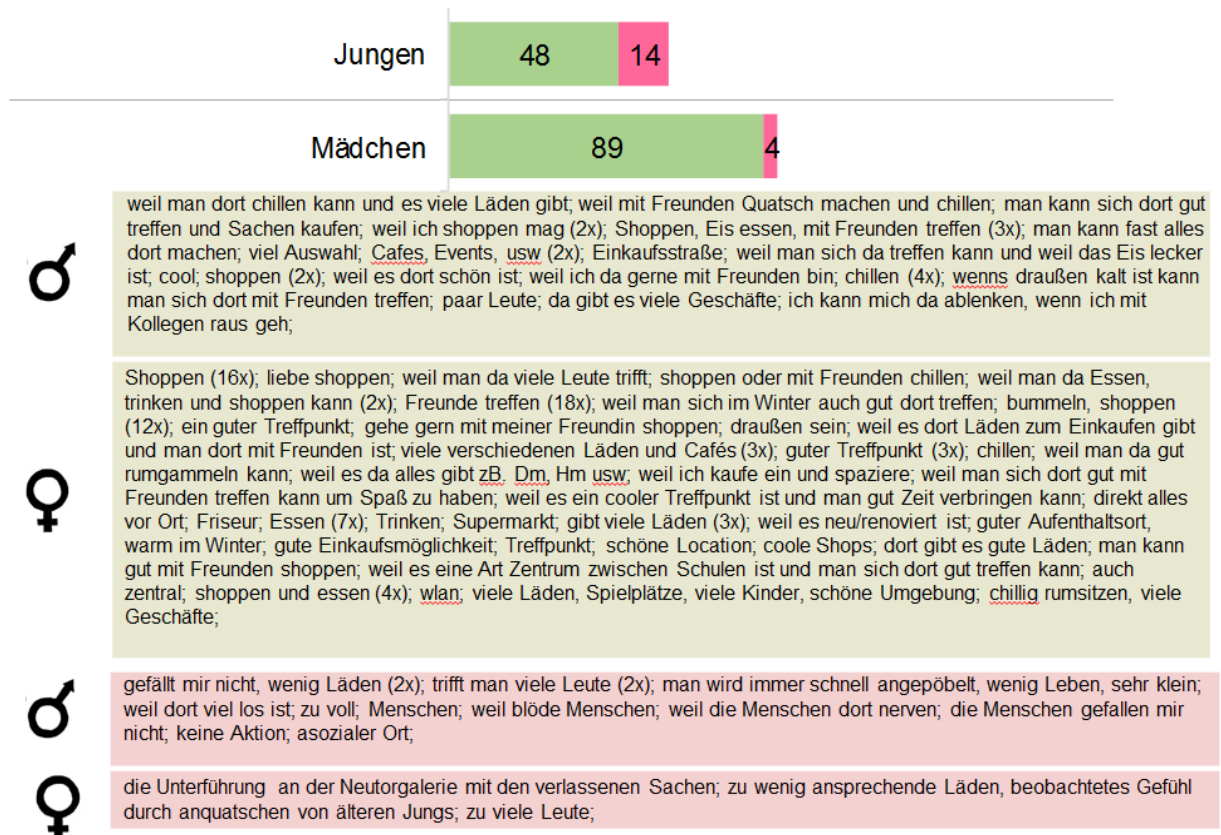 Jungen 48 14
Mädchen 89 4
weil man dort chillen kann und es viele Läden gibt; weil mit Freunden Quatsch machen und chillen; man kann sich dort gut
treffen und Sachen kaufen; weil ich shoppen mag (2x); Shoppen, Eis essen, mit Freunden treffen (3x); man kann fast alles
dort machen; viel Auswahl; Cafes, Events, usw (2x); Einkaufsstraße; weil man sich da treffen kann und weil das Eis lecker
ist; cool; shoppen (2x); weil es dort schön ist; weil ich da gerne mit Freunden bin; chillen (4x); wenns draußen kalt ist kann
man sich dort mit Freunden treffen; paar Leute; da gibt es viele Geschäfte; ich kann mich da ablenken, wenn ich mit
Kollegen raus geh;
Shoppen (16x); liebe shoppen; weil man da viele Leute trifft; shoppen oder mit Freunden chillen; weil man da Essen,
trinken und shoppen kann (2x); Freunde treffen (18x); weil man sich im Winter auch gut dort treffen; bummeln, shoppen
(12x); ein guter Treffpunkt; gehe gern mit meiner Freundin shoppen; draußen sein; weil es dort Läden zum Einkaufen gibt
und man dort mit Freunden ist; viele verschiedenen Läden und Cafés (3x); guter Treffpunkt (3x); chillen; weil man da gut
rumgammeln kann; weil es da alles gibt zB. Dm, Hm usw; weil ich kaufe ein und spaziere; weil man sich dort gut mit
Freunden treffen kann um Spaß zu haben; weil es ein cooler Treffpunkt ist und man gut Zeit verbringen kann; direkt alles
vor Ort; Friseur; Essen (7x); Trinken; Supermarkt; gibt viele Läden (3x); weil es neu/renoviert ist; guter Aufenthaltsort,
warm im Winter; gute Einkaufsmöglichkeit; Treffpunkt; schöne Location; coole Shops; dort gibt es gute Läden; man kann
gut mit Freunden shoppen; weil es eine Art Zentrum zwischen Schulen ist und man sich dort gut treffen kann; auch
zentral; shoppen und essen (4x); wlan; viele Läden, Spielplätze, viele Kinder, schöne Umgebung; chillig rumsitzen, viele
Geschäfte;
gefällt mir nicht, wenig Läden (2x); trifft man viele Leute (2x); man wird immer schnell angepöbelt, wenig Leben, sehr klein;
weil dort viel los ist; zu voll; Menschen; weil blöde Menschen; weil die Menschen dort nerven; die Menschen gefallen mir
nicht; keine Aktion; asozialer Ort;
die Unterführung an der Neutorgalerie mit den verlassenen Sachen; zu wenig ansprechende Läden, beobachtetes Gefühl
durch anquatschen von älteren Jungs; zu viele Leute;